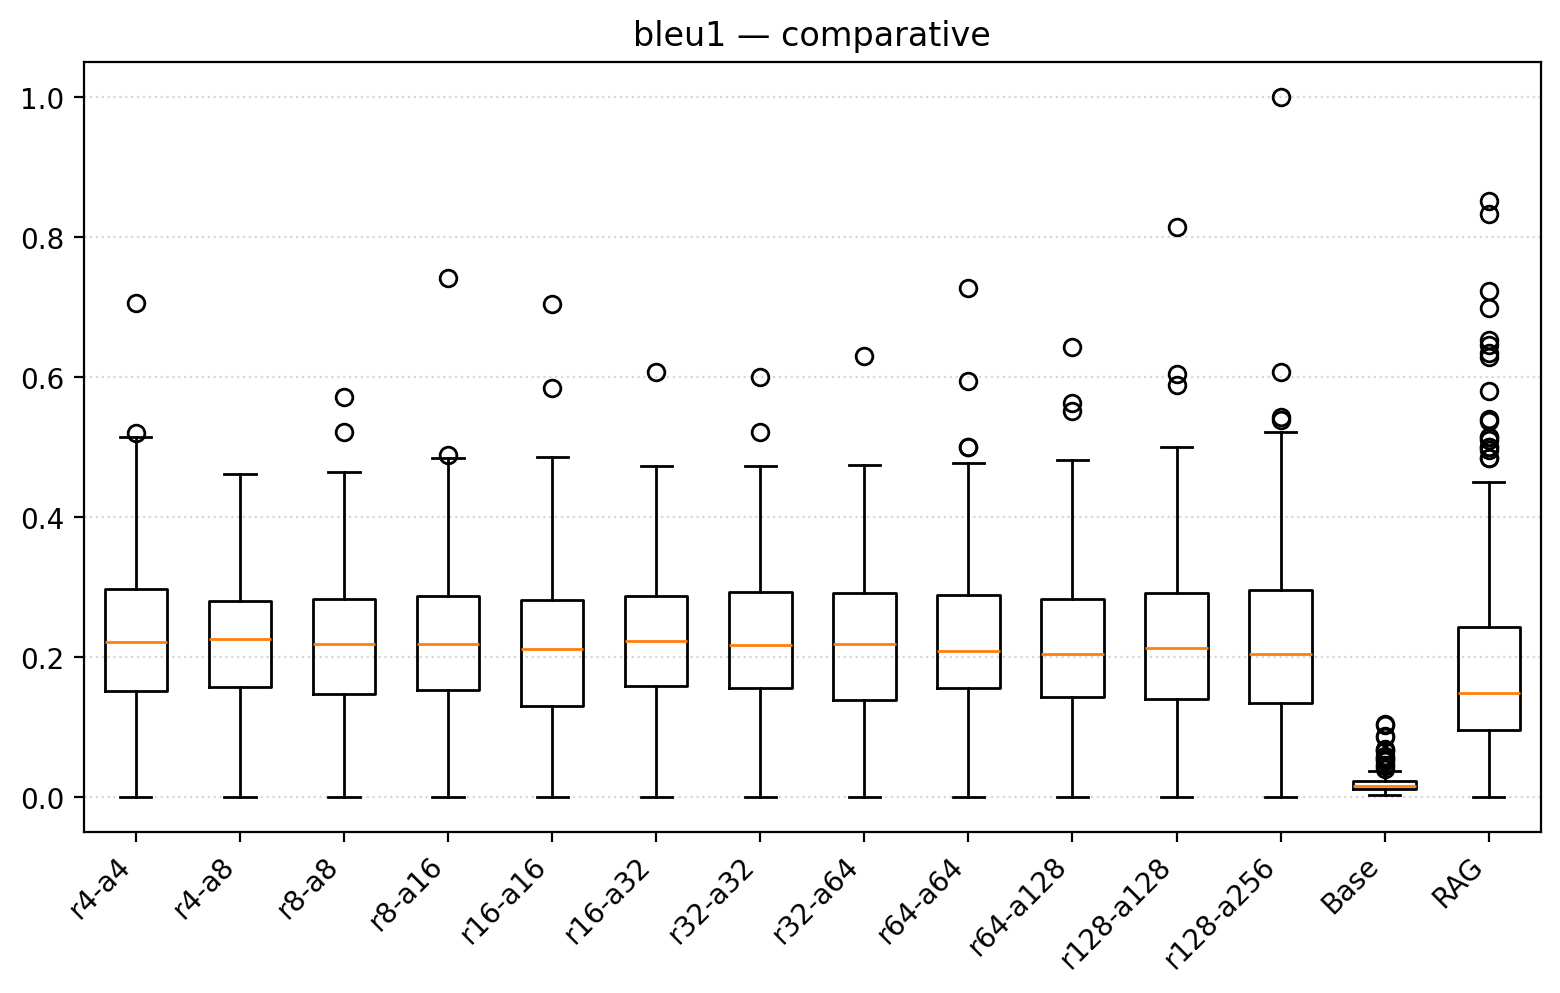 bleu1 — comparative
1.0
0.8
0.6
0.4
0.2
0.0
r4-a4
r4-a8
r8-a8
r8-a16
r16-a16
r16-a32
r32-a32
r32-a64
r64-a64
r64-a128
r128-a128
r128-a256
Base
RAG